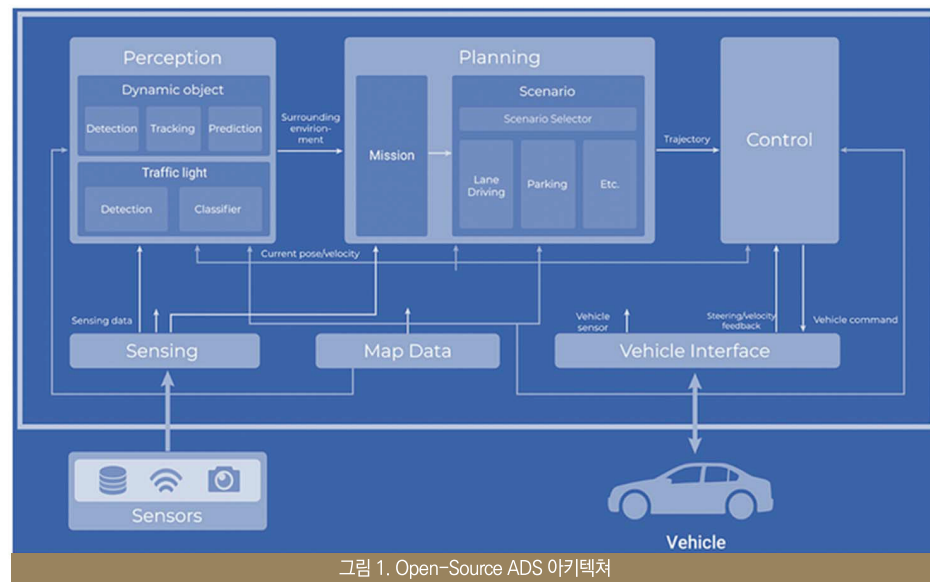 Perception
Dynamic object
Detection Tracking Prediction
Traffic light
Detection Classifier
Surrounding
envirion-
ment
Planning
Mission
Scenario
Scenario Selector
Lane
Driving
Parking
Etc.
Trajectory
Control
Current pose/velocity
Sensing data
Vehicle
sensor
Steering/velocity
feedback
Vehicle command
Sensing
Map Data
Vehicle Interface
Sensors
Vehicle
그림 1. Open-Source ADS 아키텍쳐